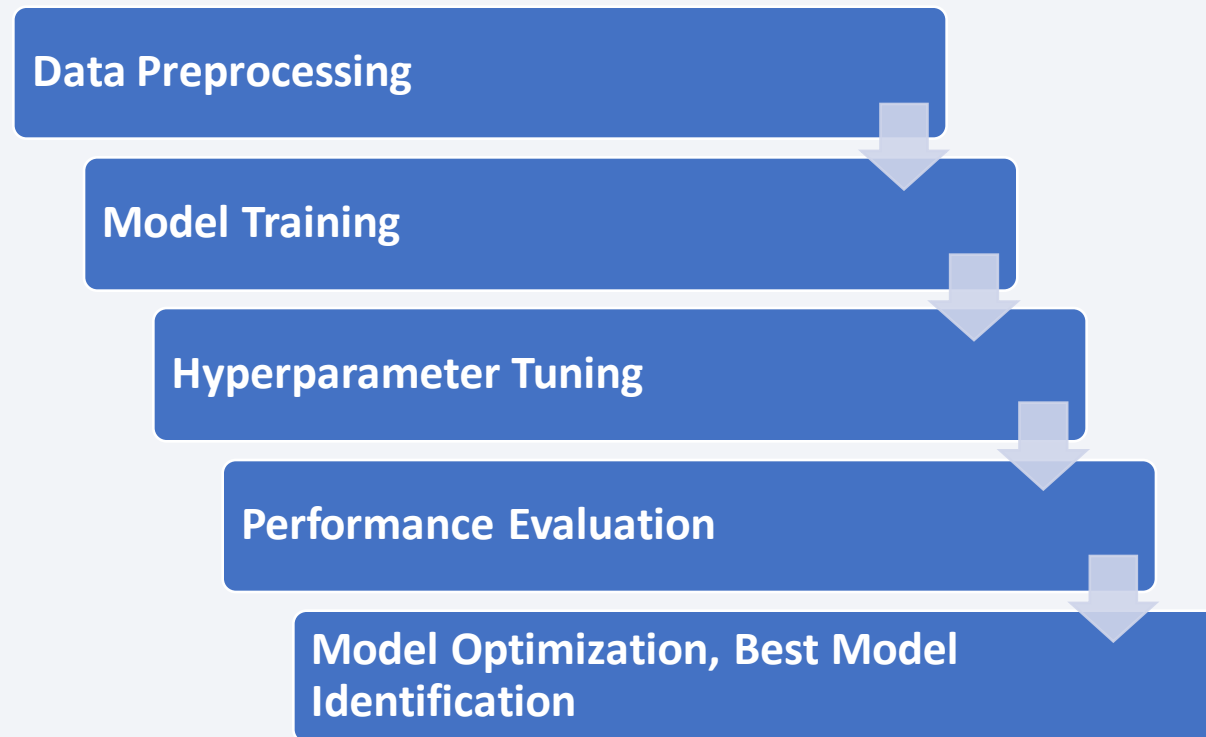 Data Preprocessing
Model Training
Hyperparameter Tuning
Performance Evaluation
Model Optimization, Best Model
Identification